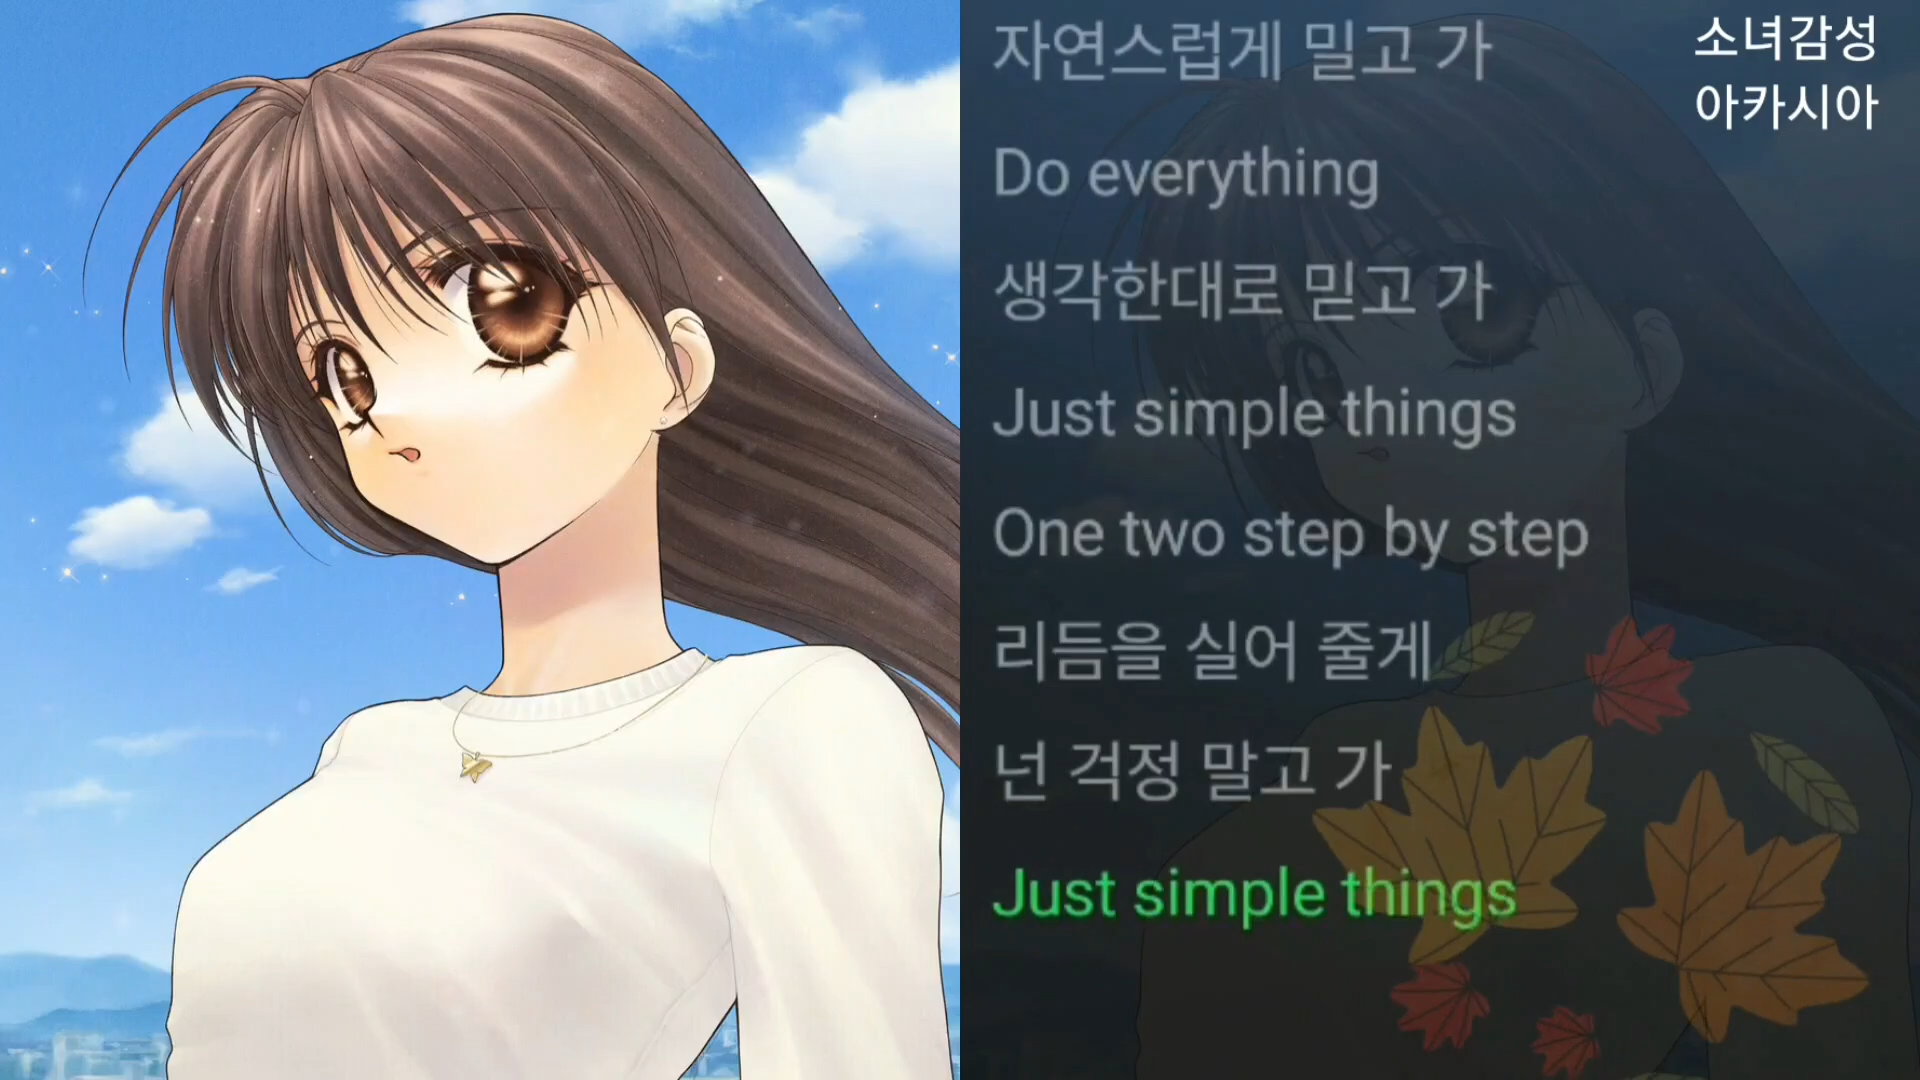 자연스럽게 밀고 가
Do everything
생각한대로 믿고 가
Just simple things
One two step by step
리듬을 실어 줄게
넌 걱정 말고 가
Just simple things
소녀감성
아카시아